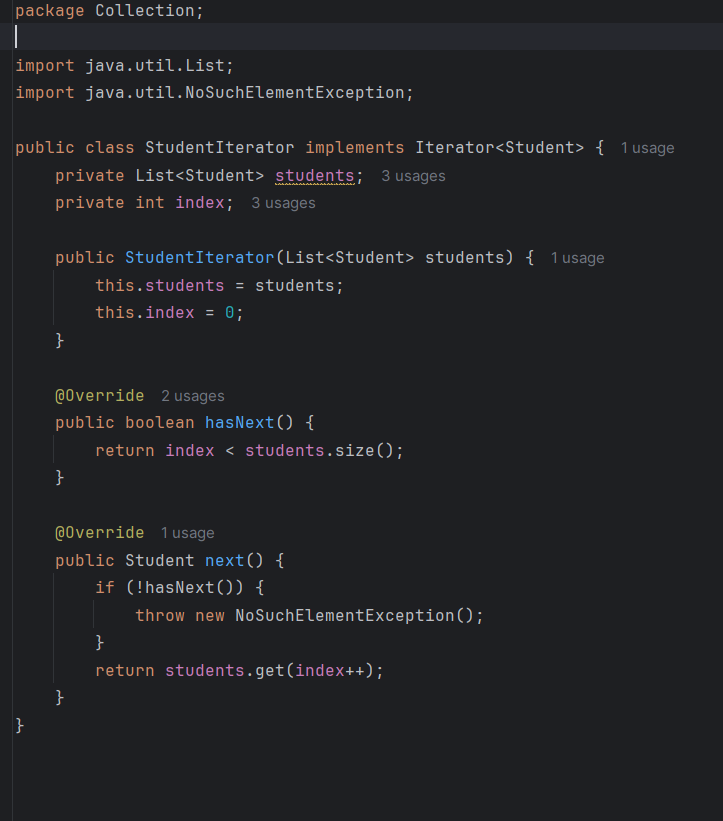 package Collection;
import java.util.List;
import java.util.NoSuchElementException;
public class StudentIterator implements Iterator<Student> { 1 usage
private List<Student> students; 3 usages
private int index; 3 usages
public StudentIterator(List<Student> students) { 1 usage
this.students = students;
this.index = 0;
}
@Override 2 usages
public boolean hasNext() {
return index < students.size();
}
@Override 1 usage
public Student next() {
if (!hasNext()) {
throw new NoSuchElementException();
}
return students.get(index++);
}
}